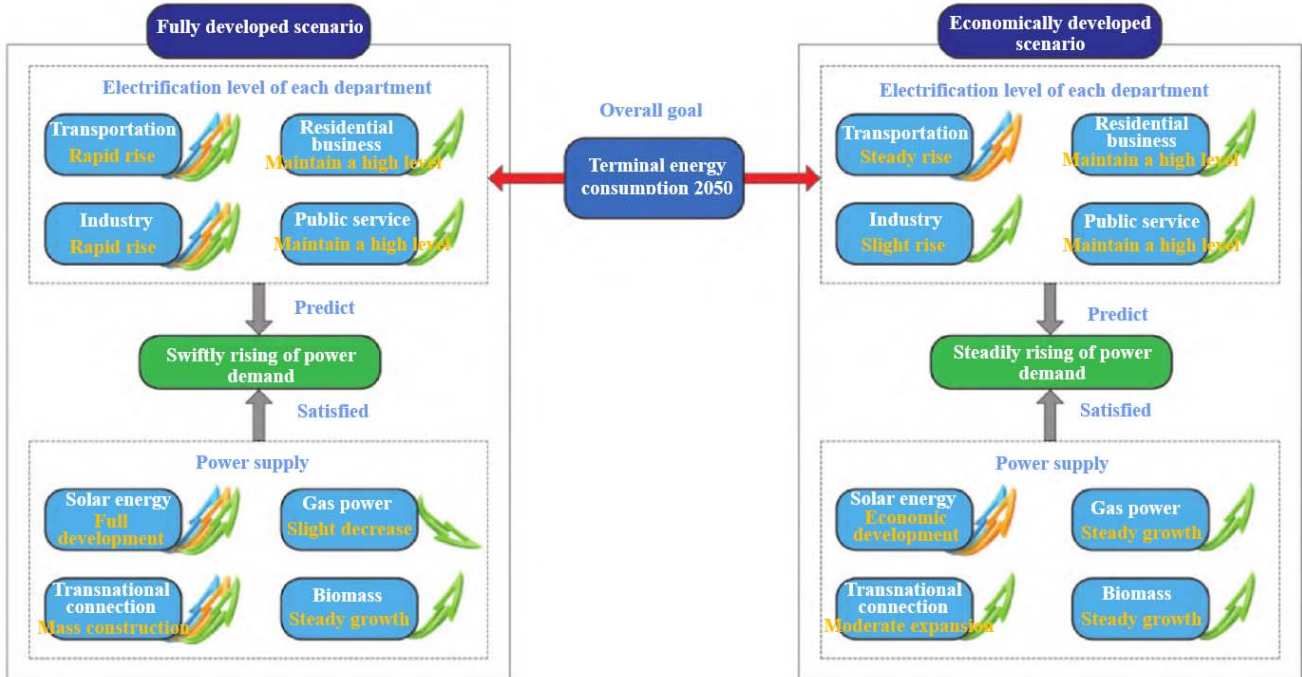 Fully developed scenario
Electrification level of each department
Transportation
Rapid rise
Residential
business
Maintain a high level
Industry
Rapid rise
Public service
Maintain a high level
Predict
Swiftly rising of power
demand
Satisfied
Power supply
Solar energy
Full
development
Gas power
Slight decrease
Transnational
connection
Mass construction
Biomass
Steady growth
Overall goal
Terminal energy
consumption 2050
Economically developed
scenario
Electrification level of each department
Transportation
Steady rise
Residential
business
Maintain a high level
Industry
Slight rise
Public service
Maintain a high level
Predict
Steadily rising of power
demand
Satisfied
Power supply
Solar energy
Economic
development
Gas power
Steady growth
Transnational
connection
Moderate expansion
Biomass
Steady growth